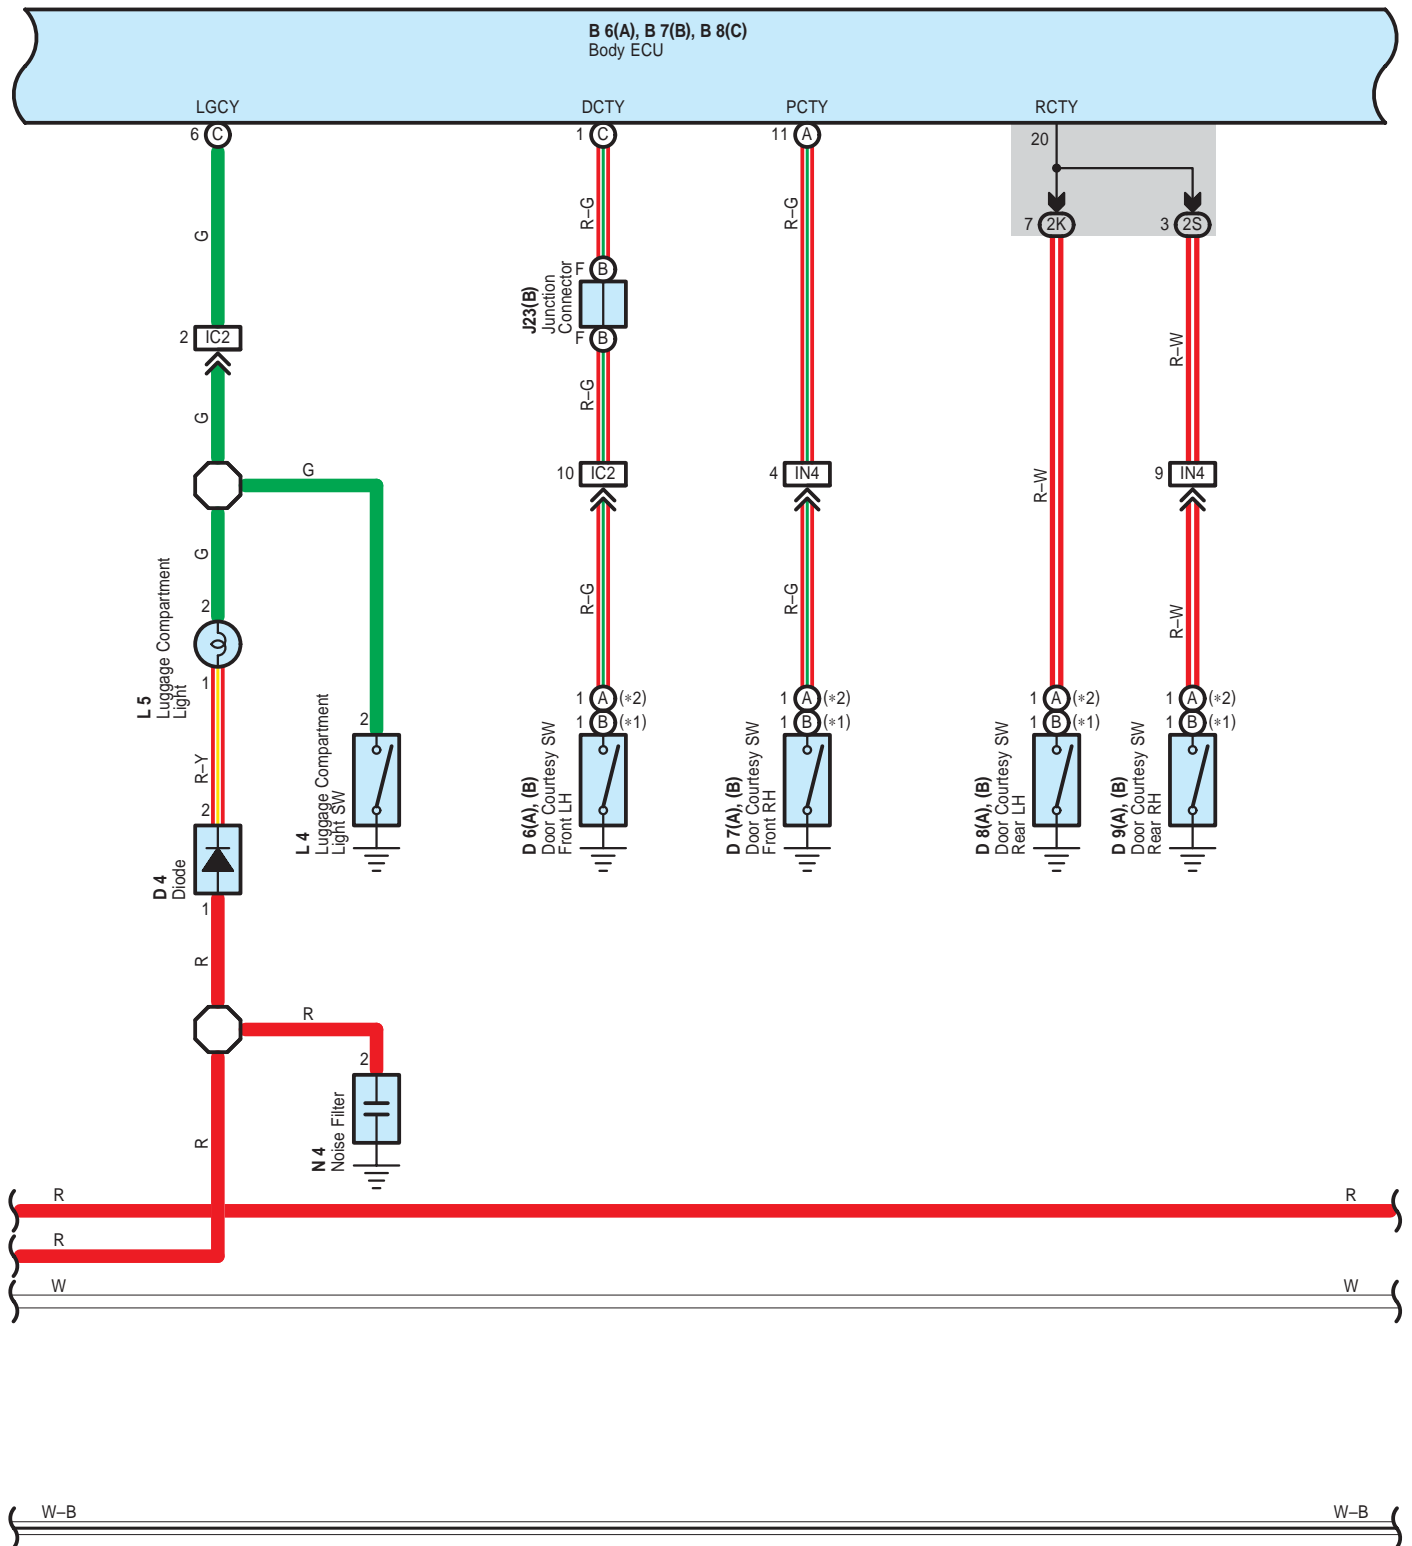 B 6(A), B 7(B), B 8(C)
Body ECU
LGCY
DCTY
PCTY
RCTY
6 C
1 C
11 A
20
7 2K
3 2S
G
R–G
R–G
F B
J23(B)
Junction
Connector
F B
2 IC2
R–W
R–G
G
G
10 IC2
4 IN4
R–W
9 IN4
G
R–G
R–G
R–W
2
L 5
Luggage Compartment
Light
1
1 A (*2)
1 B (*1)
1 A (*2)
1 B (*1)
1 A (*2)
1 B (*1)
1 A (*2)
1 B (*1)
2
R–Y
L 4
Luggage Compartment
Light SW
D 6(A), (B)
Door Courtesy SW
Front LH
D 7(A), (B)
Door Courtesy SW
Front RH
D 8(A), (B)
Door Courtesy SW
Rear LH
D 9(A), (B)
Door Courtesy SW
Rear RH
2
D 4
Diode
1
R
R
2
N 4
Noise Filter
R
R R
R
W W
W–B W–B